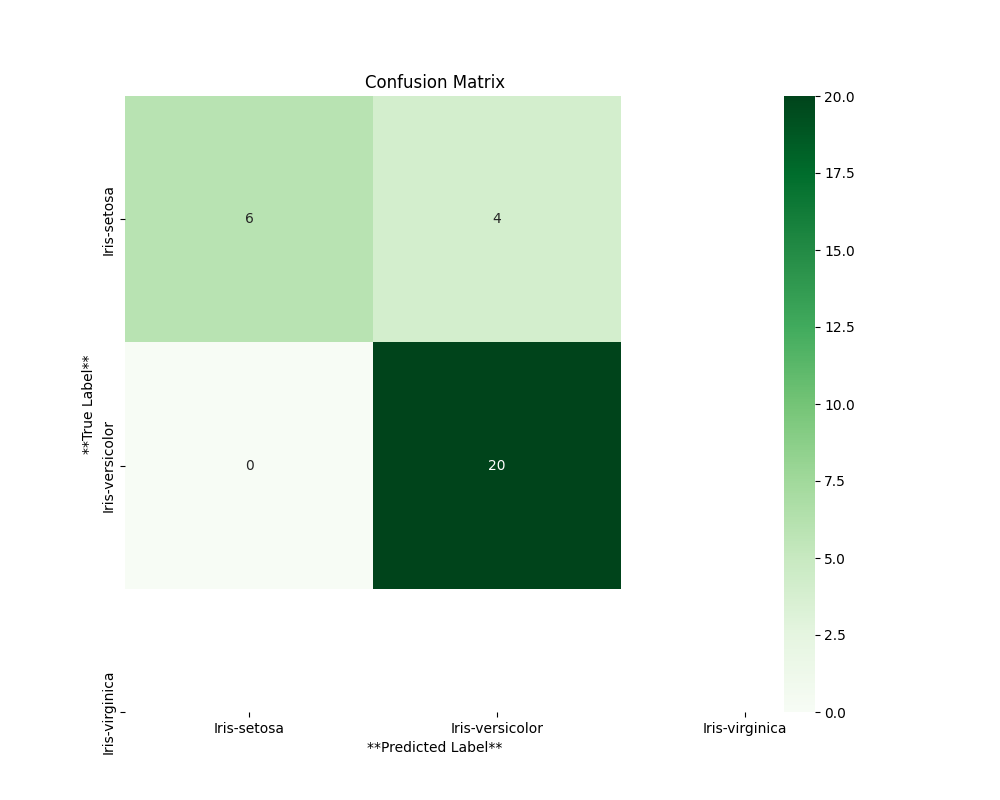 Confusion Matrix
**True Label**
Iris-setosa
6
4
Iris-versicolor
0
20
Iris-virginica
Iris-setosa
Iris-versicolor
Iris-virginica
**Predicted Label**
20.0
17.5
15.0
12.5
10.0
7.5
5.0
2.5
0.0